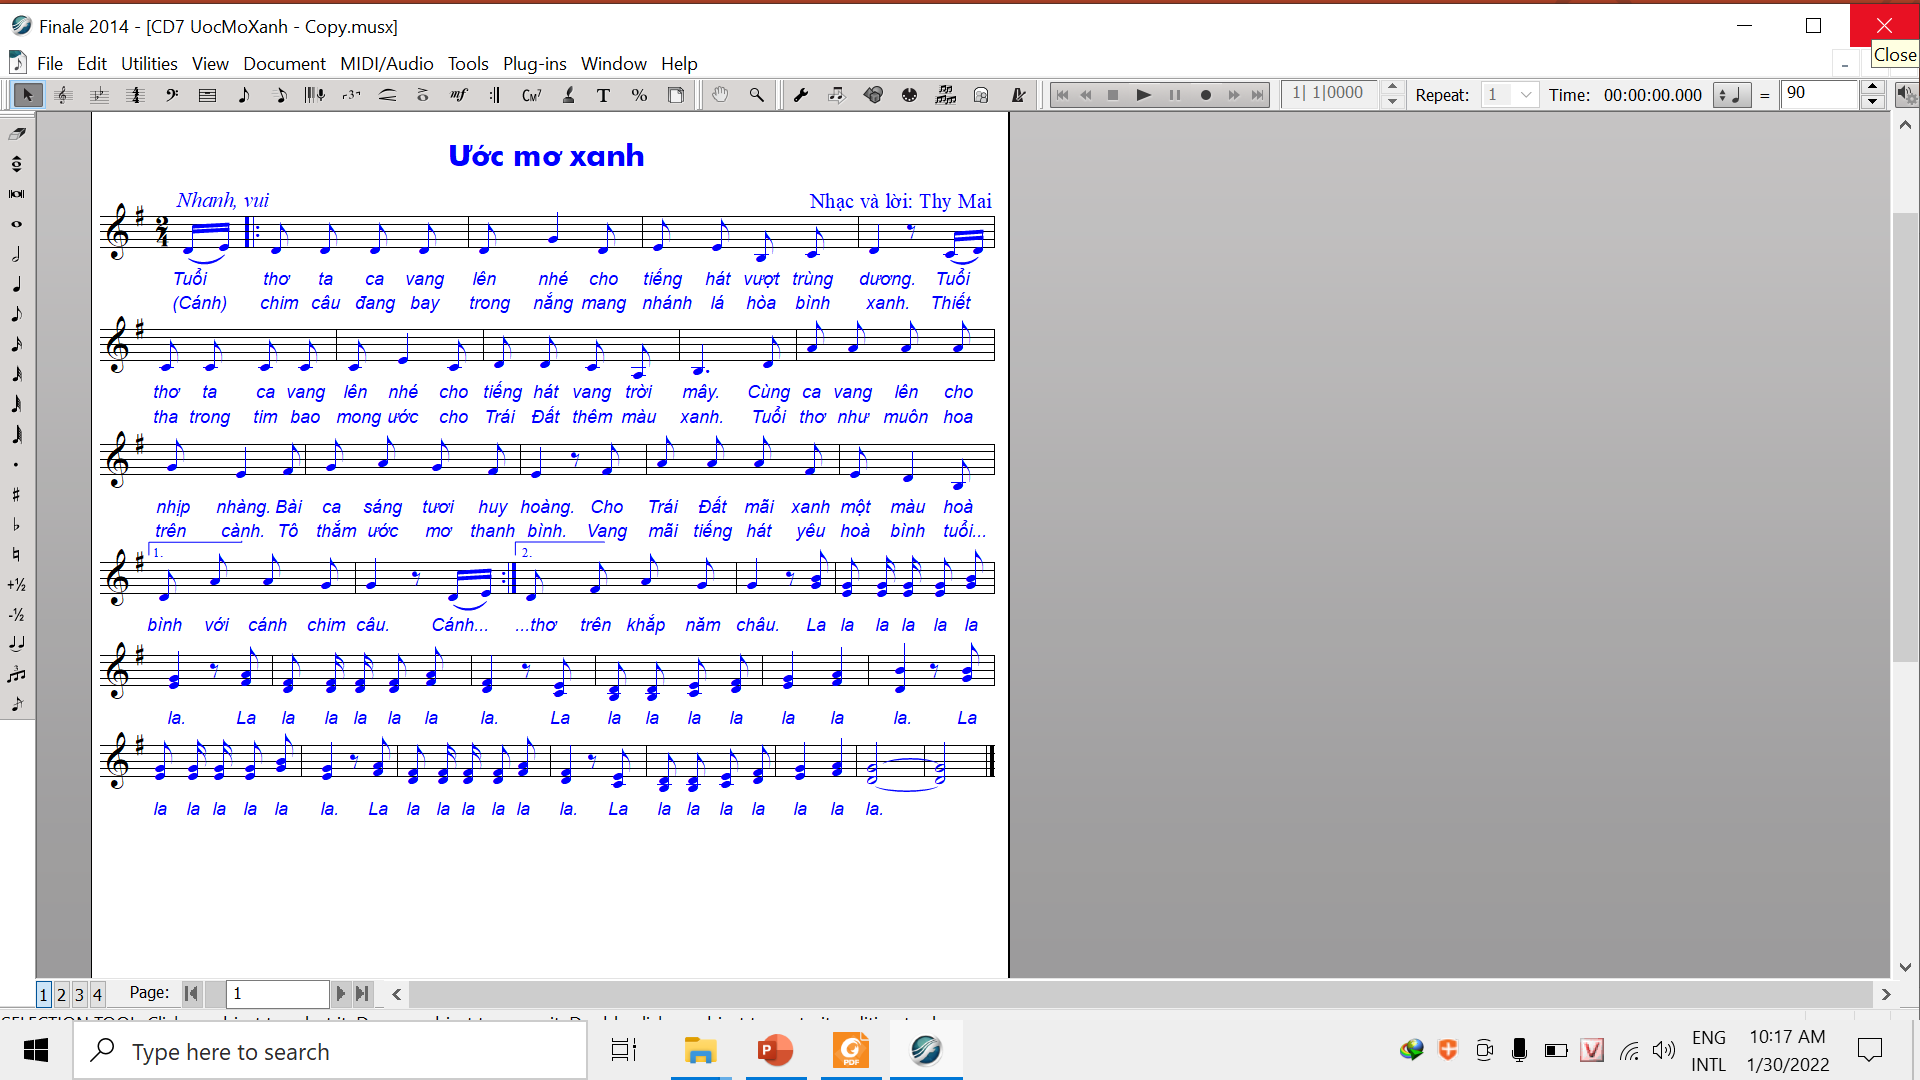 Finale 2014 - [CD7 UocMoXanh - Copy.musx]
Close
File Edit Utilities View Document MIDI/Audio Tools Plug-ins Window Help
1| 1|0000 Repeat: 1 Time: 00:00:00.000 = 90
Ước mơ xanh
Nhanh, vui
Nhạc và lời: Thy Mai
Tuổi thơ ta ca vang lên nhé cho tiếng hát vượt trùng dương. Tuổi
(Cánh) chim câu đang bay trong nắng mang nhánh lá hòa bình xanh. Thiết
thơ ta ca vang lên nhé cho tiếng hát vang trời mây. Cùng ca vang lên cho
tha trong tim bao mong ước cho Trái Đất thêm màu xanh. Tuổi thơ như muôn hoa
nhịp nhàng. Bài ca sáng tươi huy hoàng. Cho Trái Đất mãi xanh một màu hoà
trên cành. Tô thắm ước mơ thanh bình. Vang mãi tiếng hát yêu hoà bình tuổi...
1. 2.
bình với cánh chim câu. Cánh... ...thơ trên khắp năm châu. La la la la la la
la. La la la la la la la. La la la la la la la la. La
la la la la la la. La la la la la la la. La la la la la la la la.
1 2 3 4 Page: 1
Type here to search
ENG
INTL
10:17 AM
1/30/2022